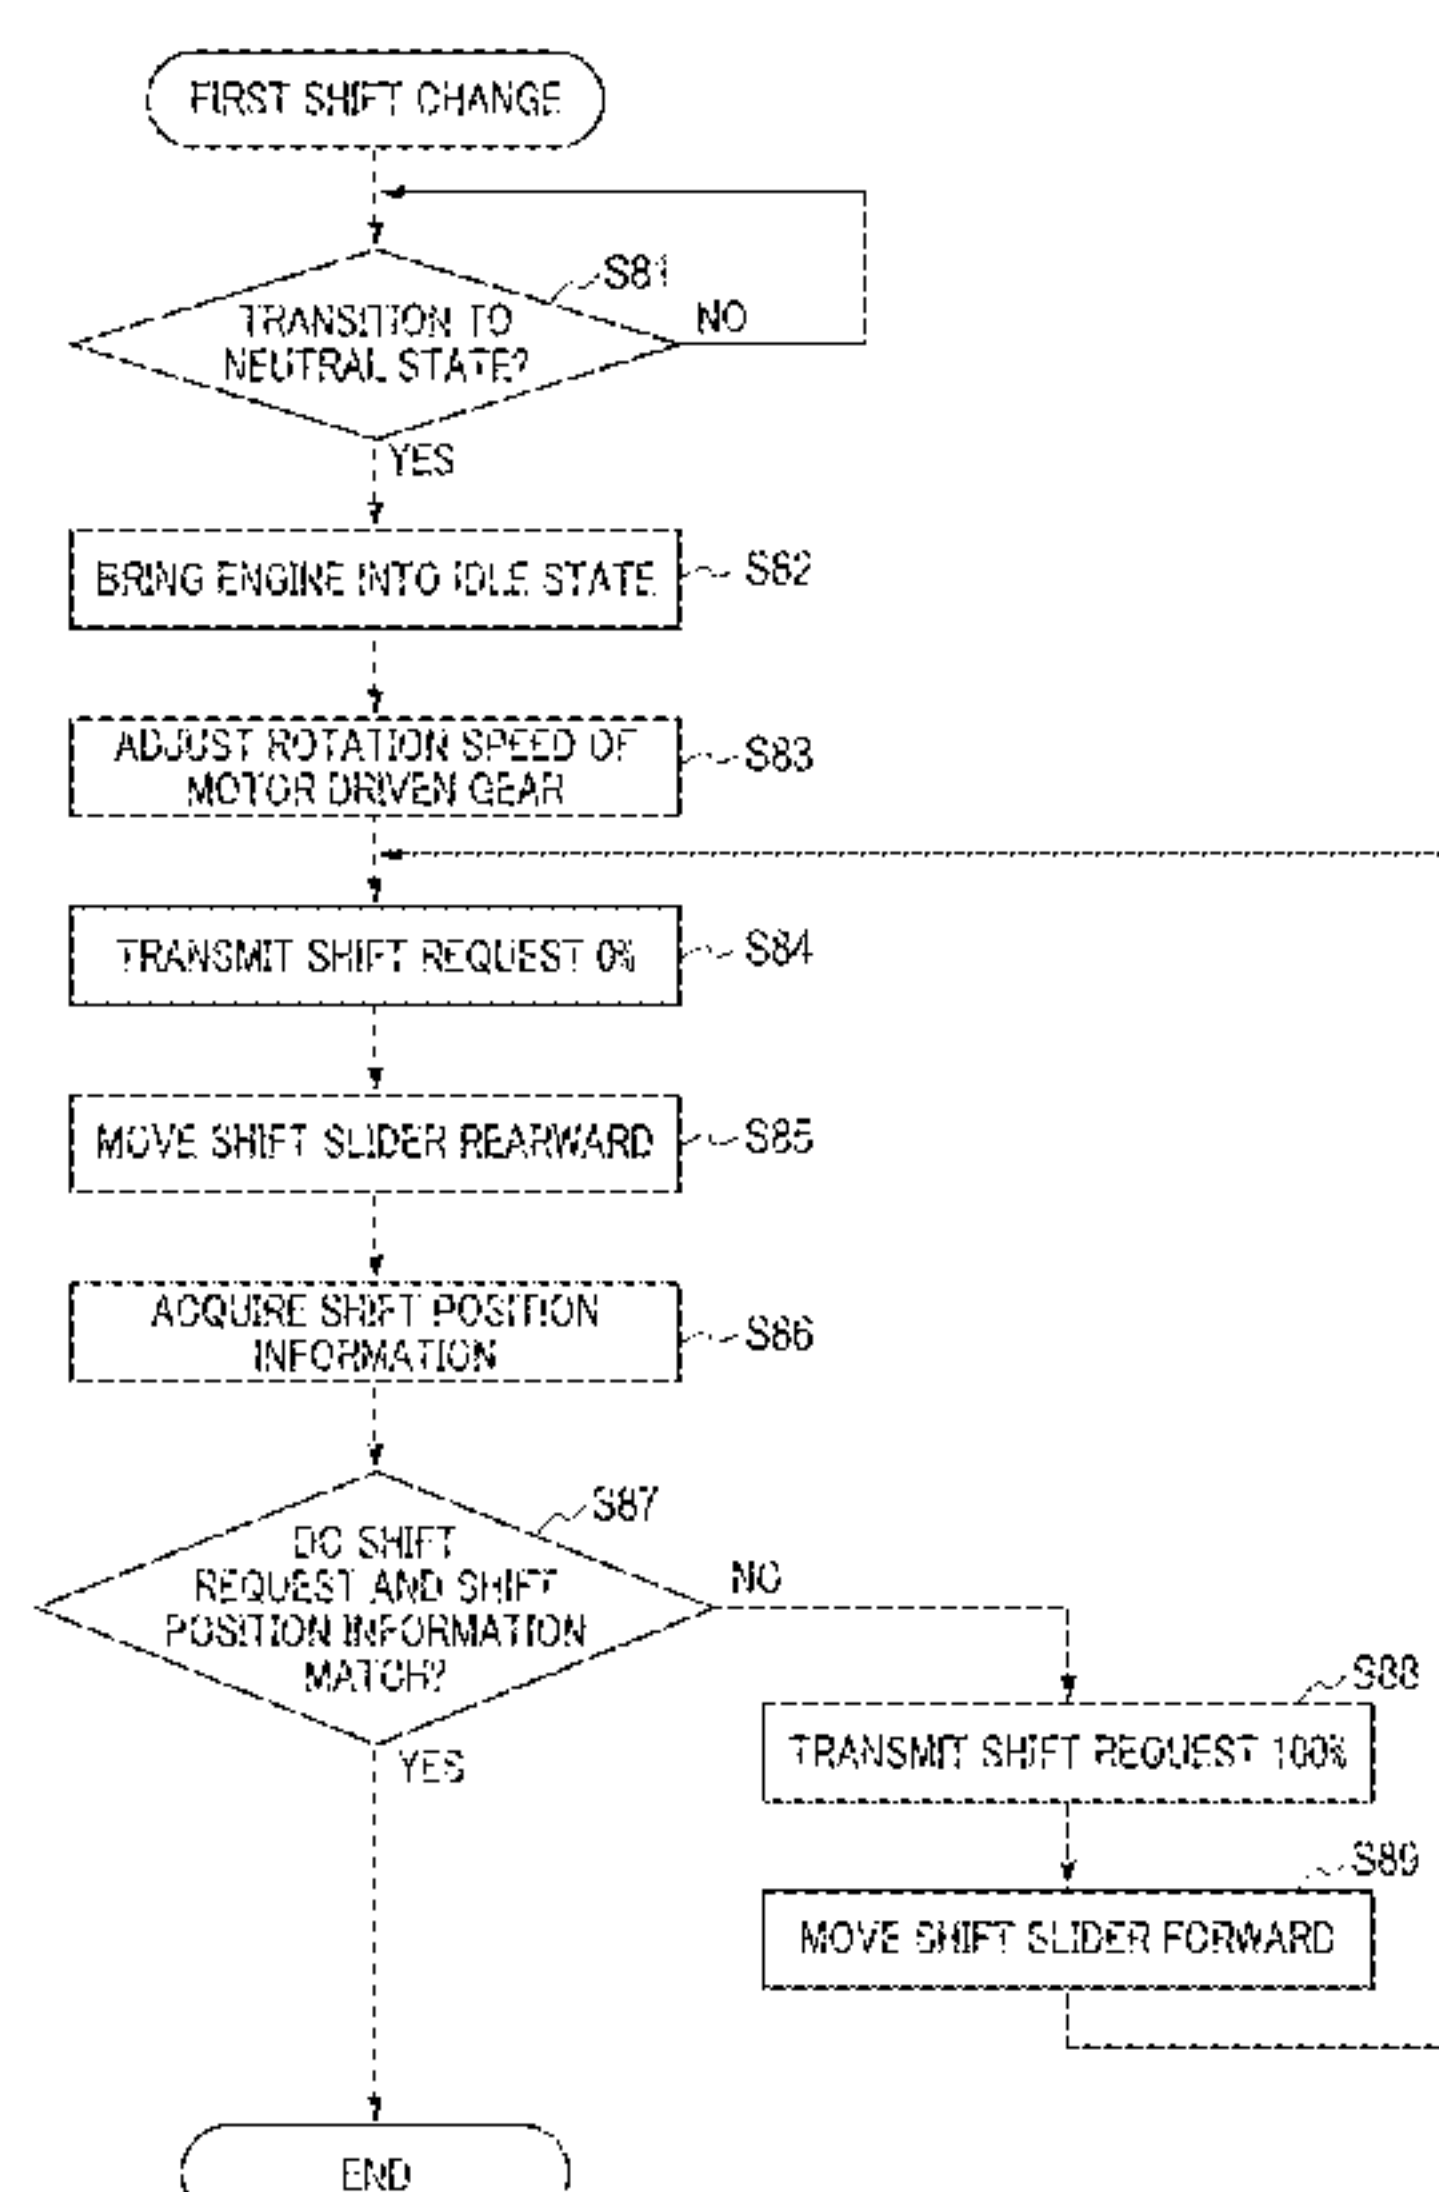 FIRST SHIFT CHANGE
S81
TRANSITION TO
NEUTRAL STATE?
NO
YES
BRING ENGINE INTO IDLE STATE
S82
ADJUST ROTATION SPEED OF
MOTOR DRIVEN GEAR
S83
TRANSMIT SHIFT REQUEST 0%
S84
MOVE SHIFT SLIDER REARWARD
S85
ACQUIRE SHIFT POSITION
INFORMATION
S86
S87
DO SHIFT
REQUEST AND SHIFT
POSITION INFORMATION
MATCH?
NO
YES
S88
TRANSMIT SHIFT REQUEST 100%
S89
MOVE SHIFT SLIDER FORWARD
END